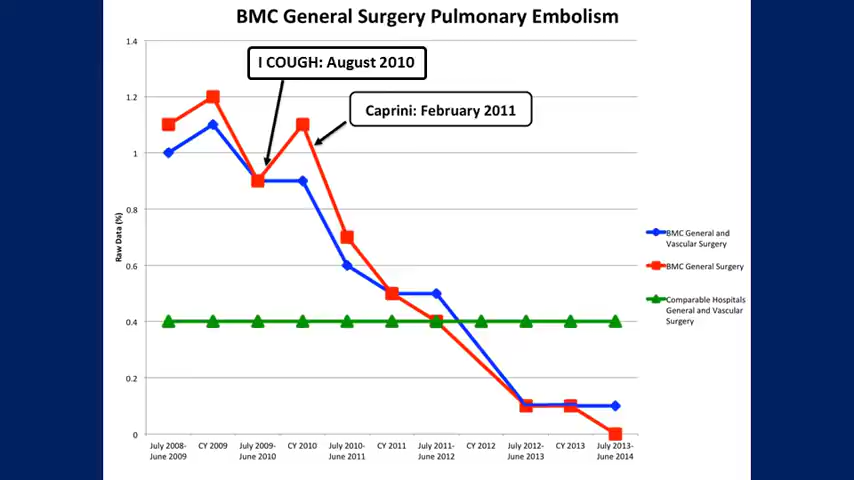 BMC General Surgery Pulmonary Embolism
I COUGH: August 2010
Caprini: February 2011
Raw Data (%)
1.4
1.2
1
0.8
0.6
0.4
0.2
0
July 2008-
June 2009
CY 2009
July 2009-
June 2010
CY 2010
July 2010-
June 2011
CY 2011
July 2011-
June 2012
CY 2012
July 2012-
June 2013
CY 2013
July 2013-
June 2014
BMC General and
Vascular Surgery
BMC General Surgery
Comparable Hospitals
General and Vascular
Surgery